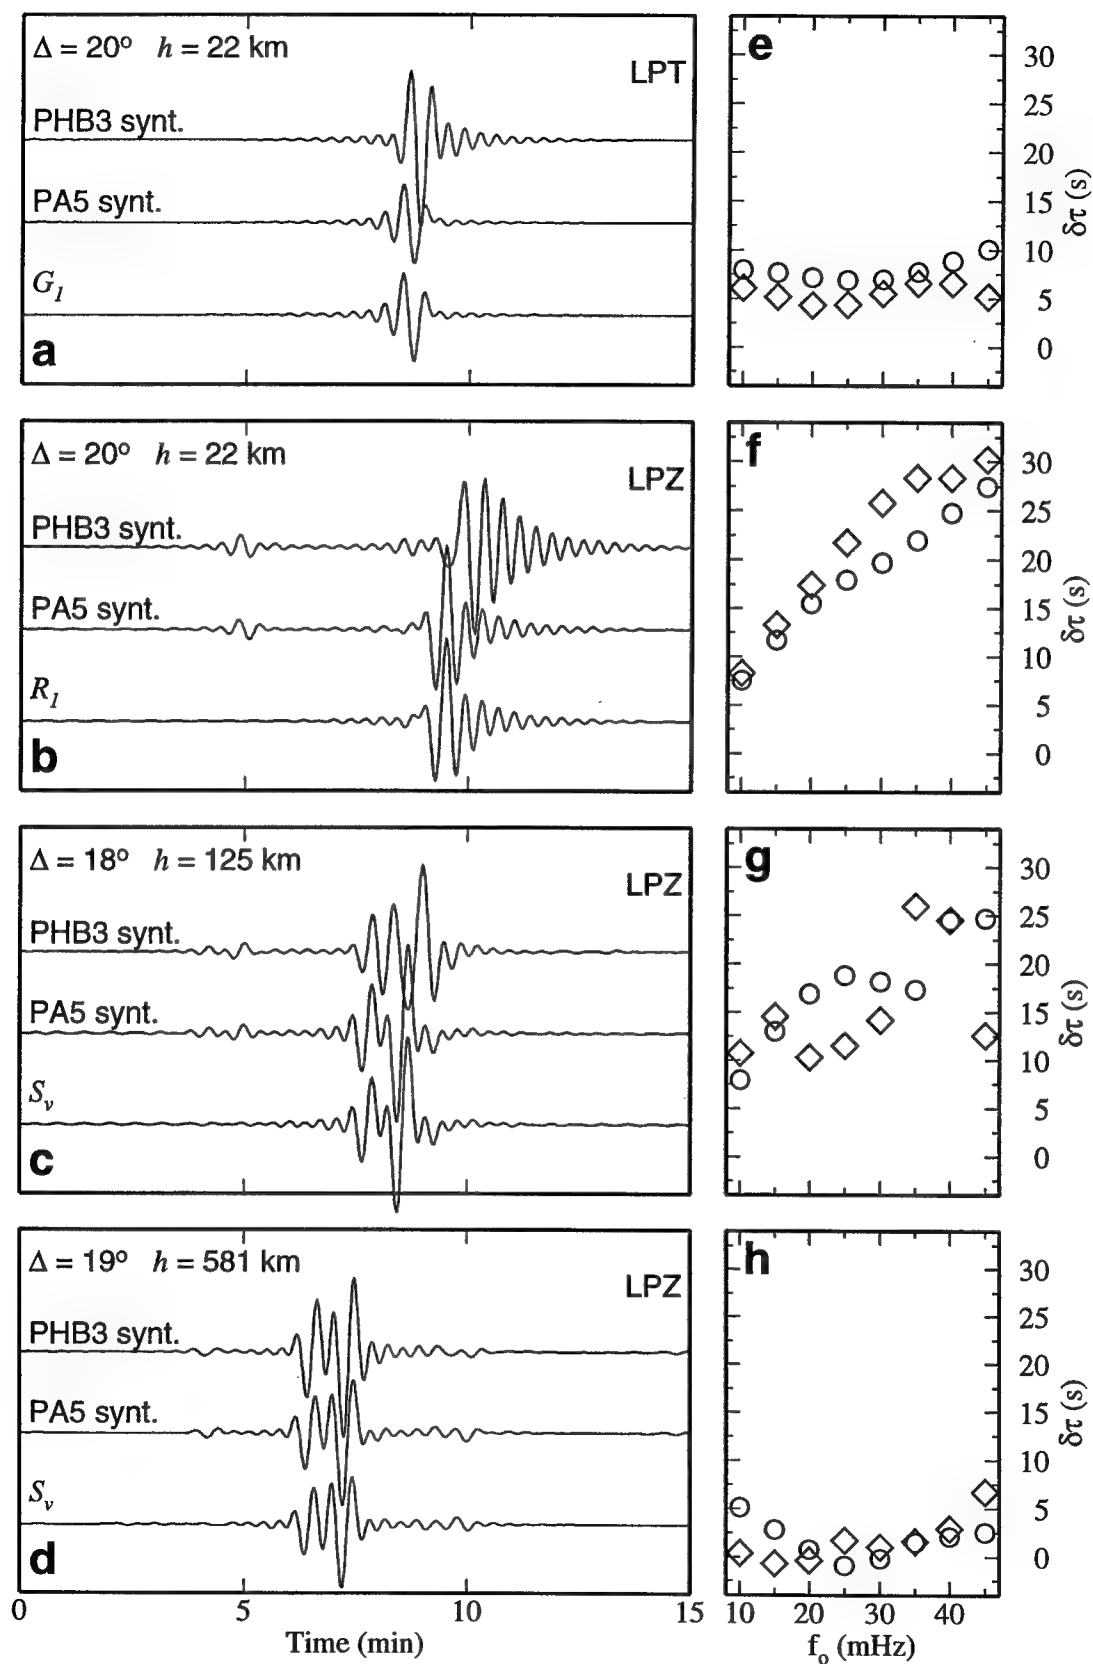 Δ = 20° h = 22 km
LPT
PHB3 synt.
PA5 synt.
G1
a
e
30
25
20
15
10
5
0
δτ (s)
Δ = 20° h = 22 km
LPZ
PHB3 synt.
PA5 synt.
R1
b
f
30
25
20
15
10
5
0
δτ (s)
Δ = 18° h = 125 km
LPZ
PHB3 synt.
PA5 synt.
Sv
c
g
30
25
20
15
10
5
0
δτ (s)
Δ = 19° h = 581 km
LPZ
PHB3 synt.
PA5 synt.
Sv
d
0 5 10 15
Time (min)
h
30
25
20
15
10
5
0
δτ (s)
10 20 30 40
fo (mHz)